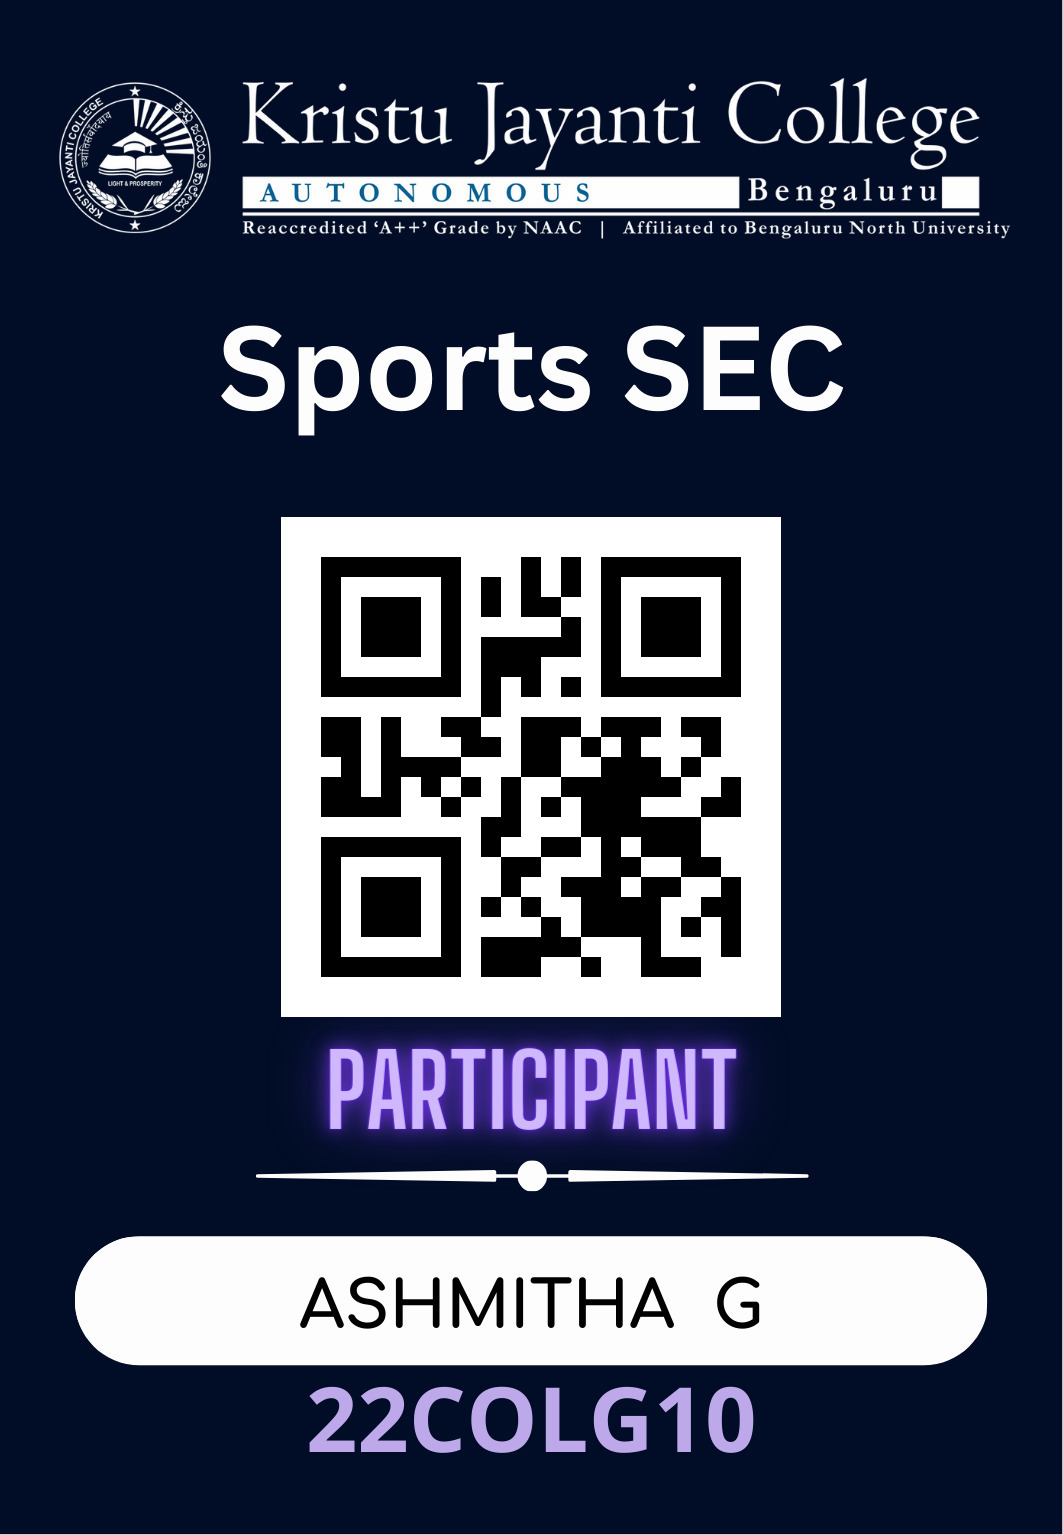 KRISTU JAYANTI COLLEGE
ಕ್ರಿಸ್ತು ಜಯಂತಿ ಕಾಲೇಜು
LIGHT & PROSPERITY
Kristu Jayanti College
AUTONOMOUS Bengaluru
Reaccredited ‘A++’ Grade by NAAC | Affiliated to Bengaluru North University
Sports SEC
PARTICIPANT
ASHMITHA G
22COLG10